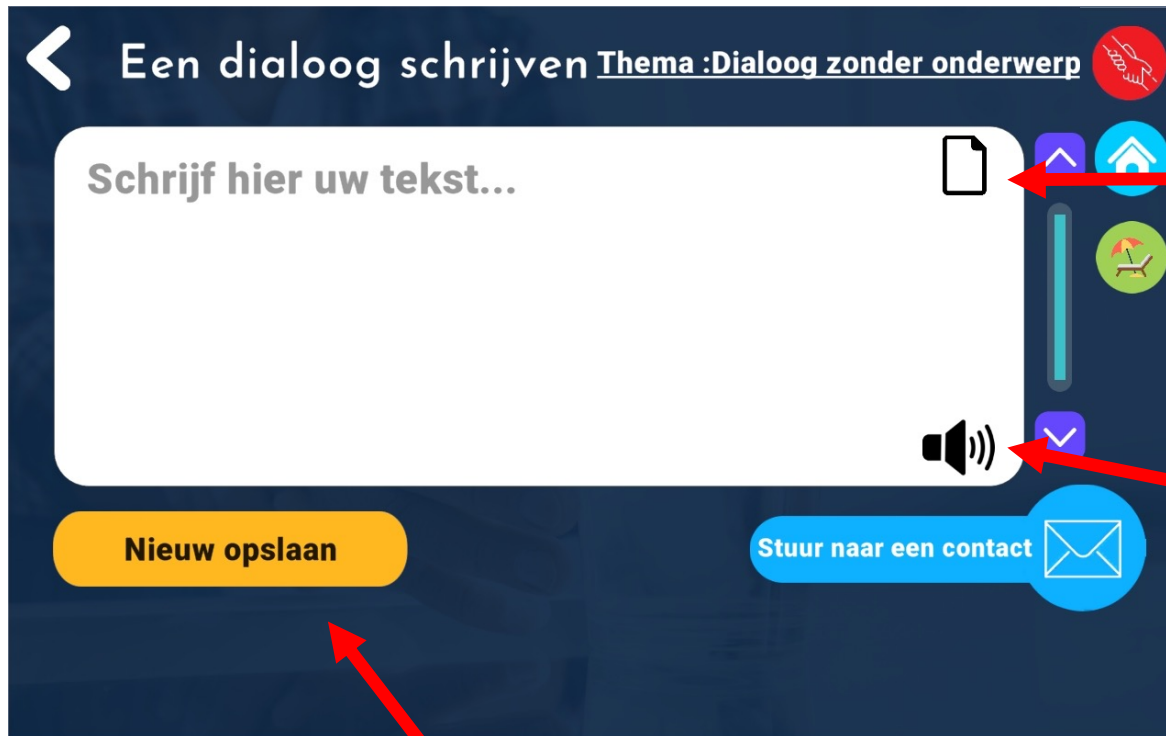 Een dialoog schrijven Thema :Dialoog zonder onderwerp
Schrijf hier uw tekst...
Nieuw opslaan
Stuur naar een contact